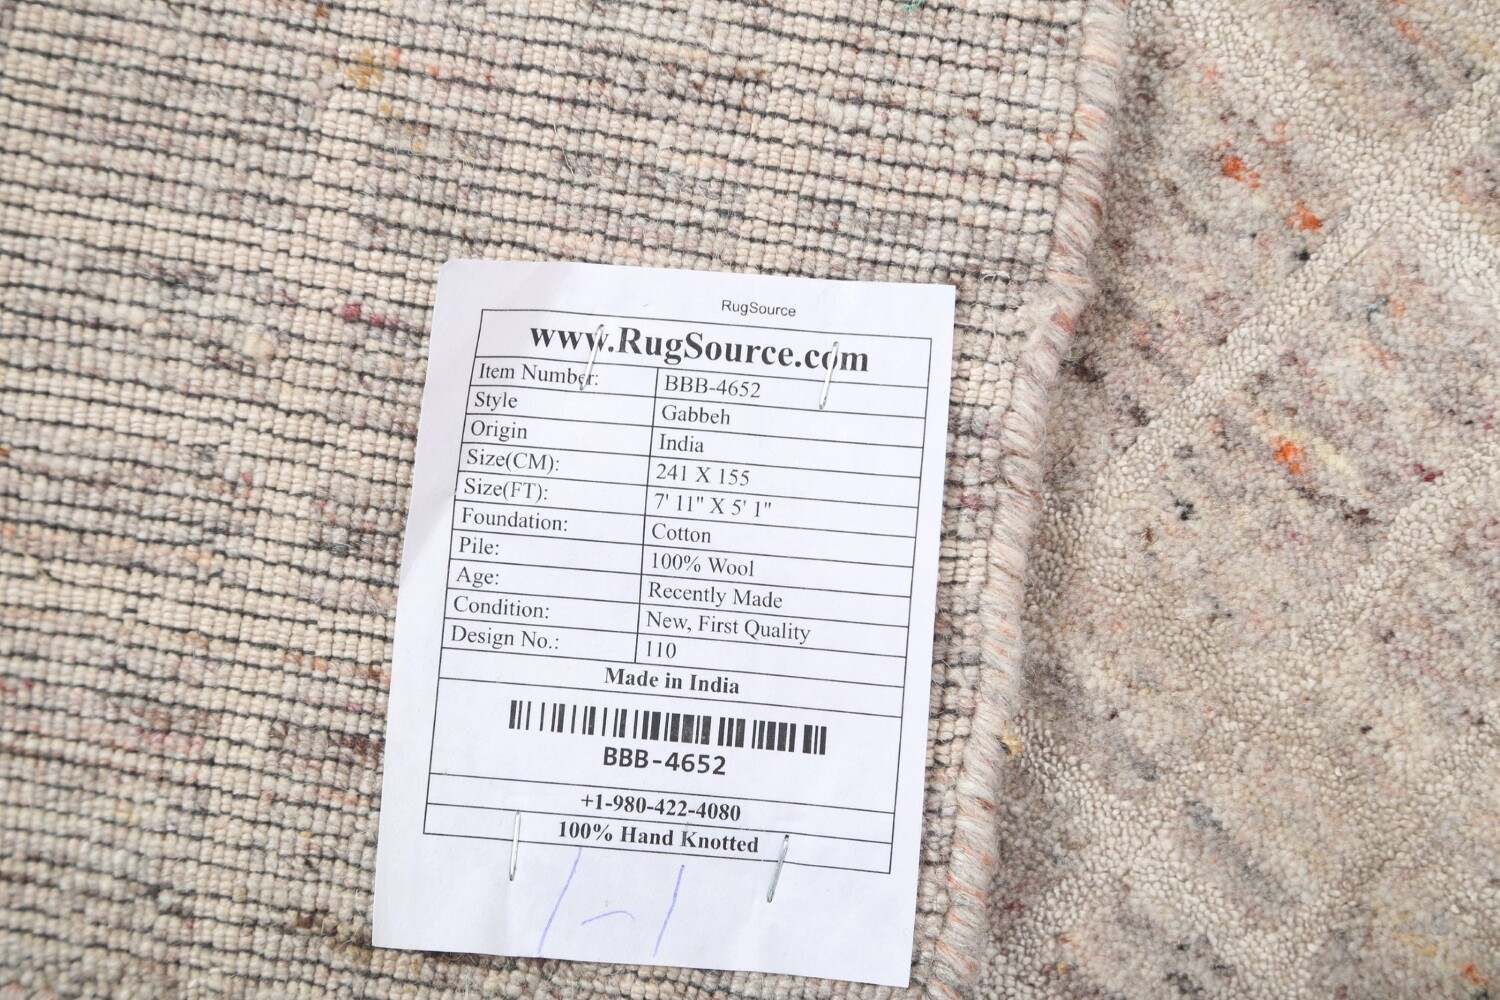 RugSource
www.RugSource.com
Item Number: BBB-4652
Style Gabbeh
Origin India
Size(CM): 241 X 155
Size(FT): 7' 11" X 5' 1"
Foundation: Cotton
Pile: 100% Wool
Age: Recently Made
Condition: New, First Quality
Design No.: 110
Made in India
BBB-4652
+1-980-422-4080
100% Hand Knotted
1-1